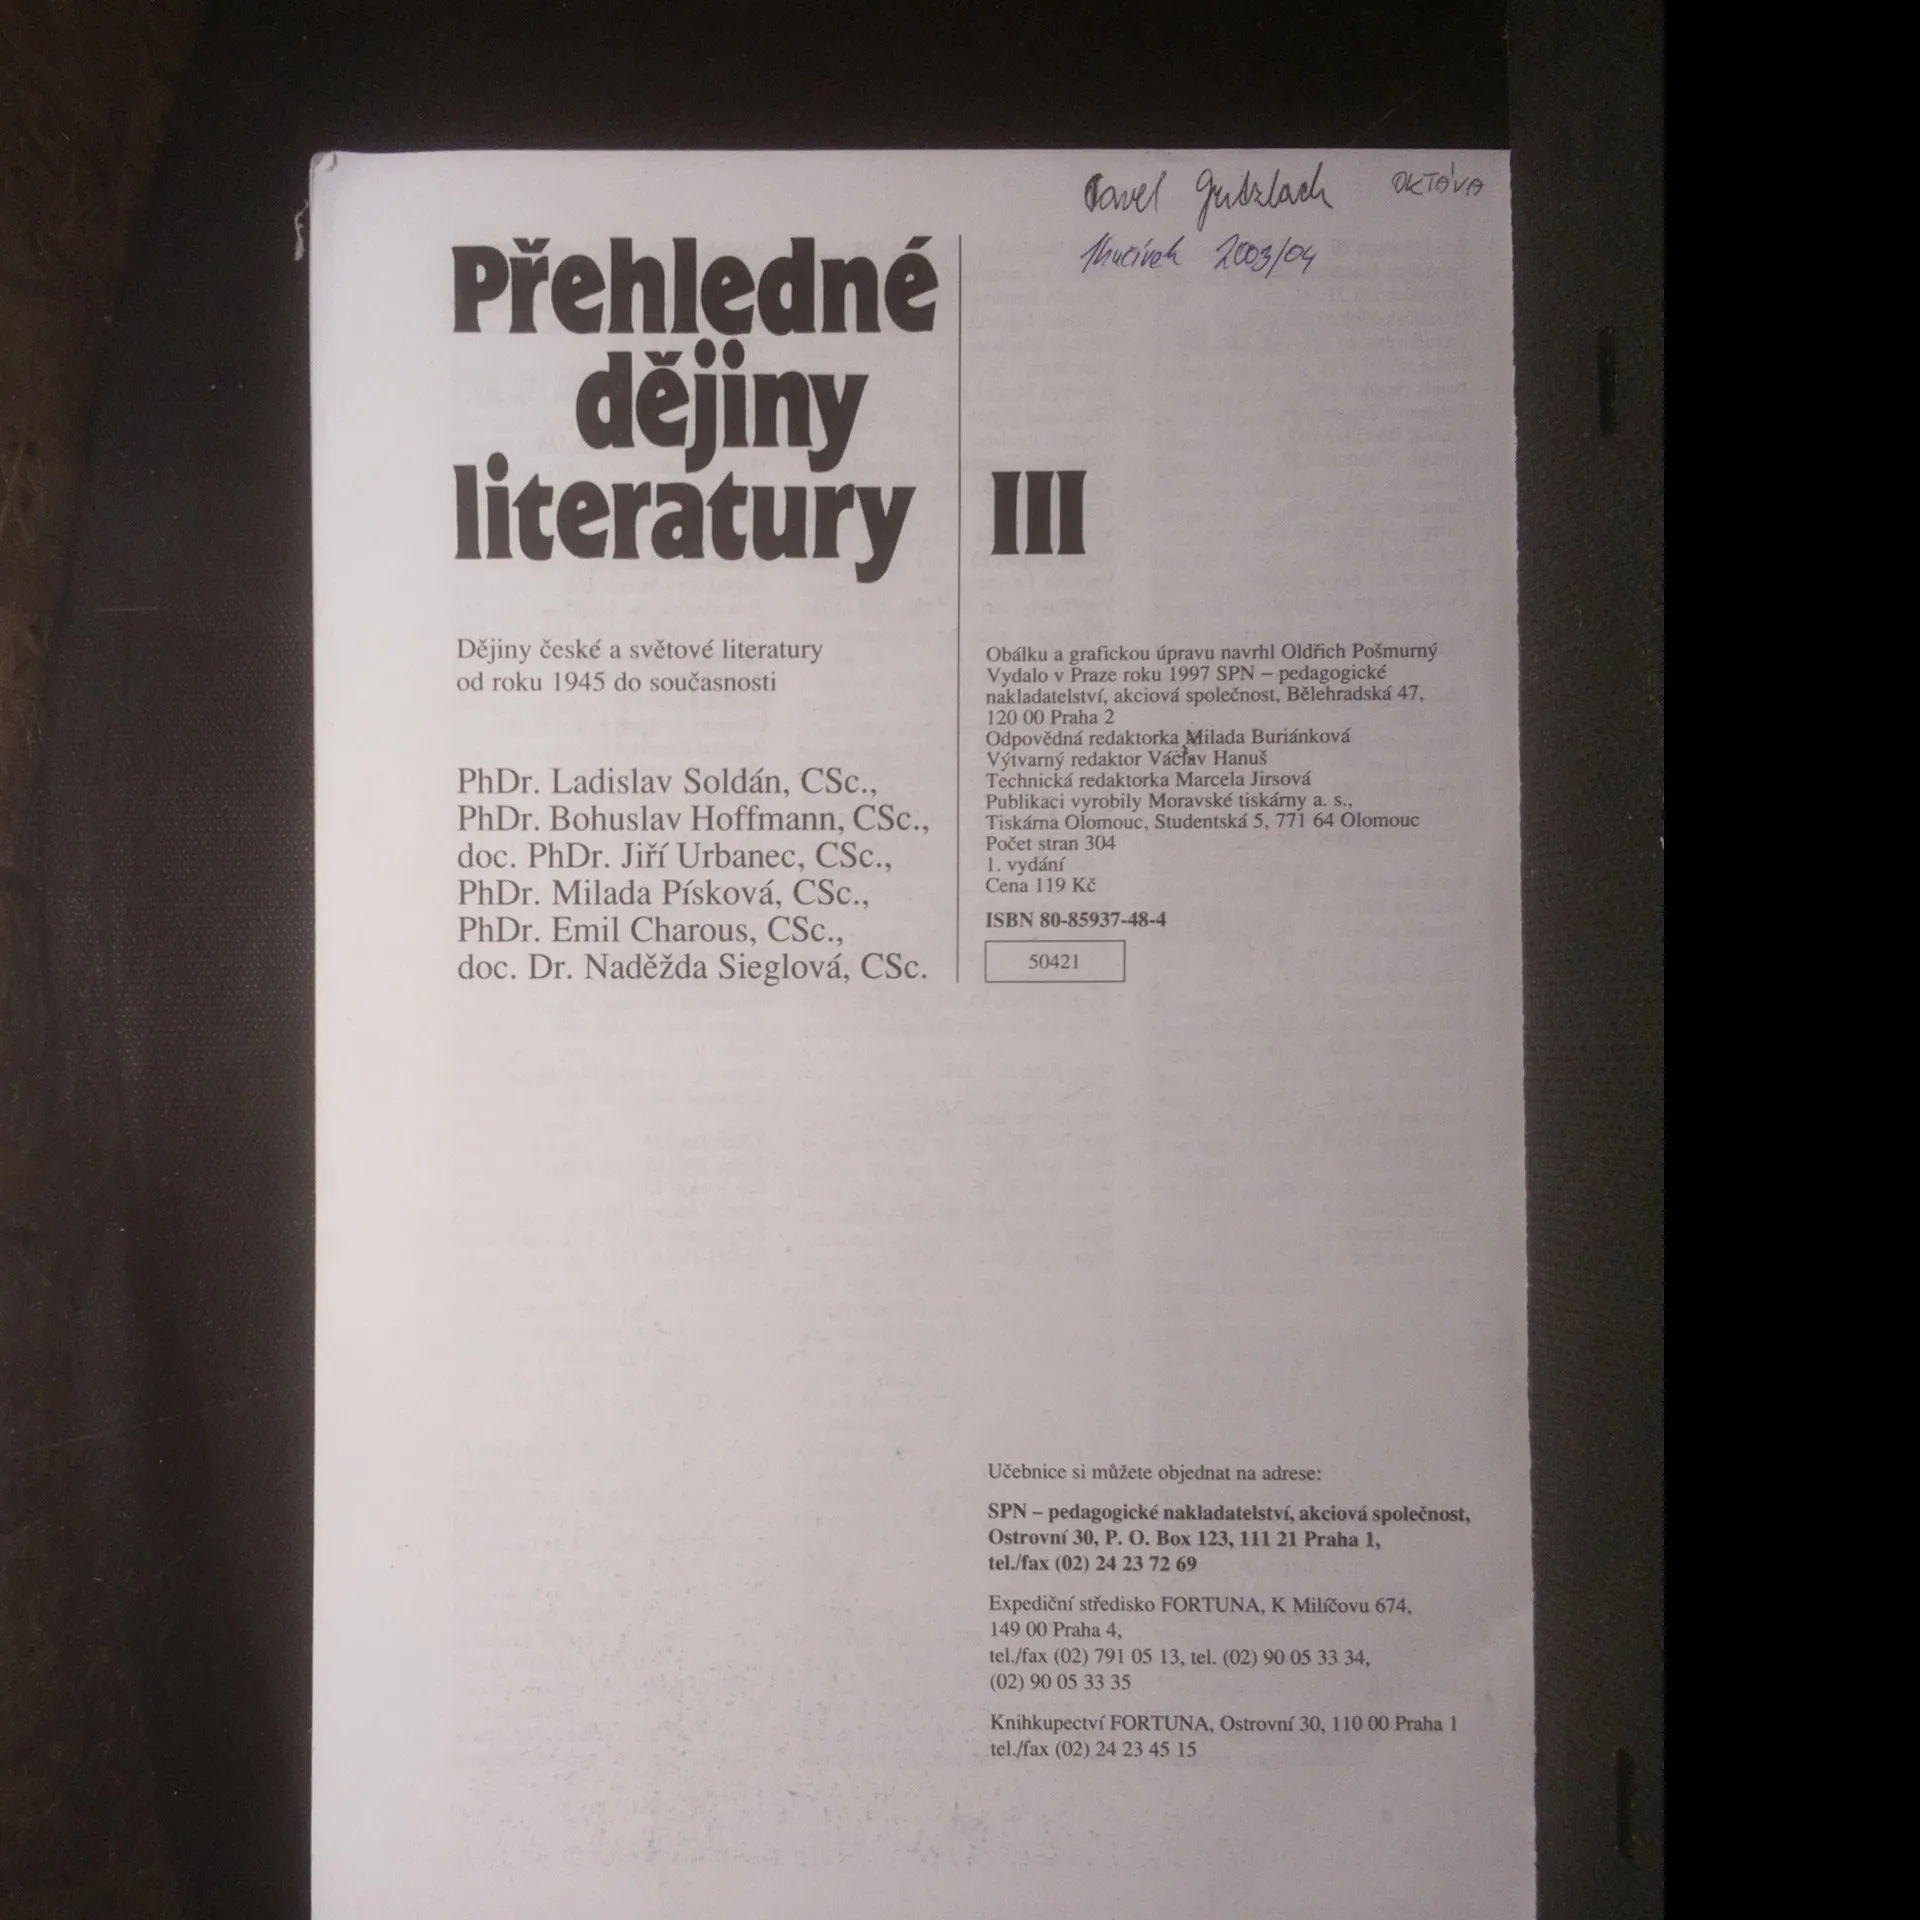 Pavel OKTÁVA
2003/04
Přehledné
dějiny
literatury III
Dějiny české a světové literatury
od roku 1945 do současnosti
PhDr. Ladislav Soldán, CSc.,
PhDr. Bohuslav Hoffmann, CSc.,
doc. PhDr. Jiří Urbanec, CSc.,
PhDr. Milada Písková, CSc.,
PhDr. Emil Charous, CSc.,
doc. Dr. Naděžda Sieglová, CSc.
Obálku a grafickou úpravu navrhl Oldřich Pošmurný
Vydalo v Praze roku 1997 SPN – pedagogické
nakladatelství, akciová společnost, Bělehradská 47,
120 00 Praha 2
Odpovědná redaktorka Milada Buriánková
Výtvarný redaktor Václav Hanuš
Technická redaktorka Marcela Jirsová
Publikaci vyrobily Moravské tiskárny a. s.,
Tiskárna Olomouc, Studentská 5, 771 64 Olomouc
Počet stran 304
1. vydání
Cena 119 Kč
ISBN 80-85937-48-4
50421
Učebnice si můžete objednat na adrese:
SPN – pedagogické nakladatelství, akciová společnost,
Ostrovní 30, P. O. Box 123, 111 21 Praha 1,
tel./fax (02) 24 23 72 69
Expediční středisko FORTUNA, K Milíčovu 674,
149 00 Praha 4,
tel./fax (02) 791 05 13, tel. (02) 90 05 33 34,
(02) 90 05 33 35
Knihkupectví FORTUNA, Ostrovní 30, 110 00 Praha 1
tel./fax (02) 24 23 45 15